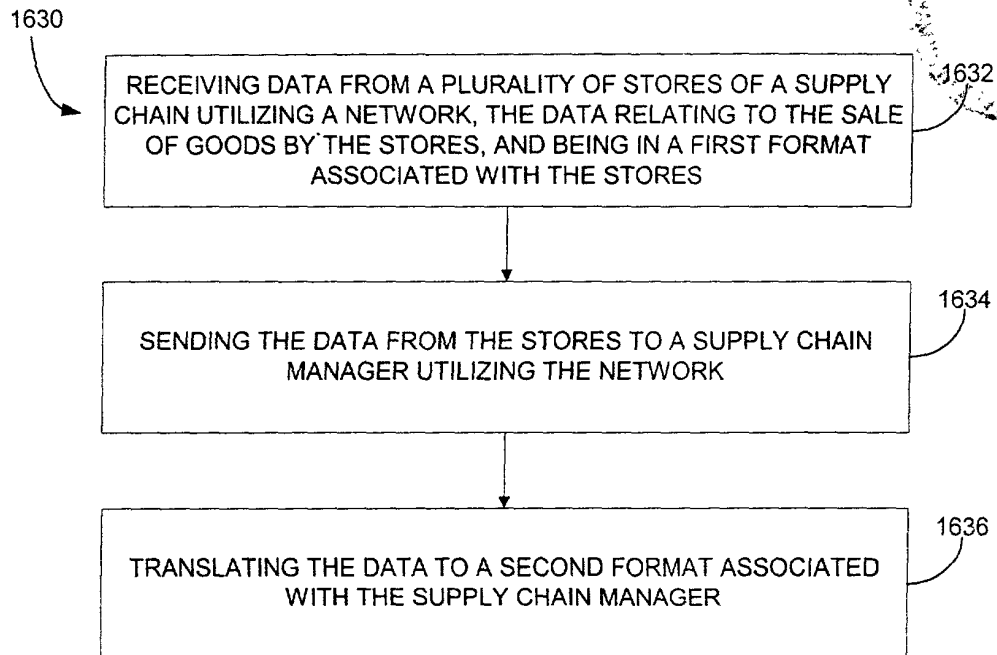 1630
RECEIVING DATA FROM A PLURALITY OF STORES OF A SUPPLY
CHAIN UTILIZING A NETWORK, THE DATA RELATING TO THE SALE
OF GOODS BY THE STORES, AND BEING IN A FIRST FORMAT
ASSOCIATED WITH THE STORES
1632
SENDING THE DATA FROM THE STORES TO A SUPPLY CHAIN
MANAGER UTILIZING THE NETWORK
1634
TRANSLATING THE DATA TO A SECOND FORMAT ASSOCIATED
WITH THE SUPPLY CHAIN MANAGER
1636